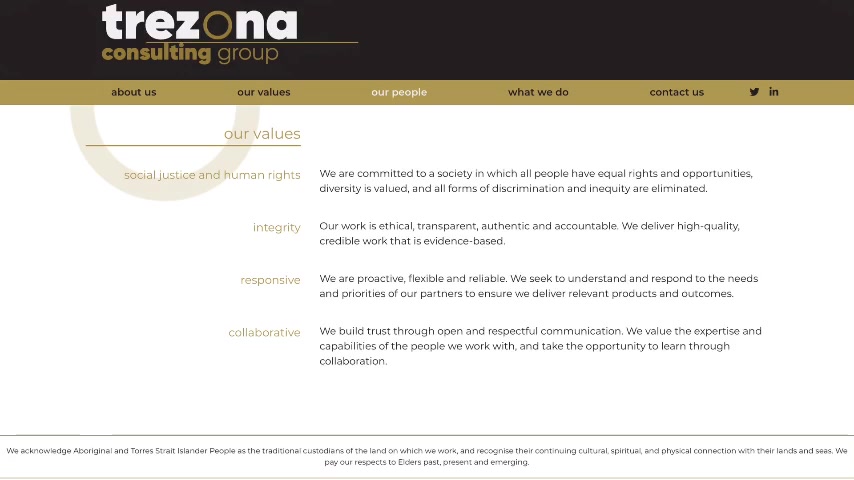 trezona
consulting group
about us our values our people what we do contact us
our values
social justice and human rights
We are committed to a society in which all people have equal rights and opportunities,
diversity is valued, and all forms of discrimination and inequity are eliminated.
integrity
Our work is ethical, transparent, authentic and accountable. We deliver high-quality,
credible work that is evidence-based.
responsive
We are proactive, flexible and reliable. We seek to understand and respond to the needs
and priorities of our partners to ensure we deliver relevant products and outcomes.
collaborative
We build trust through open and respectful communication. We value the expertise and
capabilities of the people we work with, and take the opportunity to learn through
collaboration.
We acknowledge Aboriginal and Torres Strait Islander People as the traditional custodians of the land on which we work, and recognise their continuing cultural, spiritual, and physical connection with their lands and seas. We
pay our respects to Elders past, present and emerging.